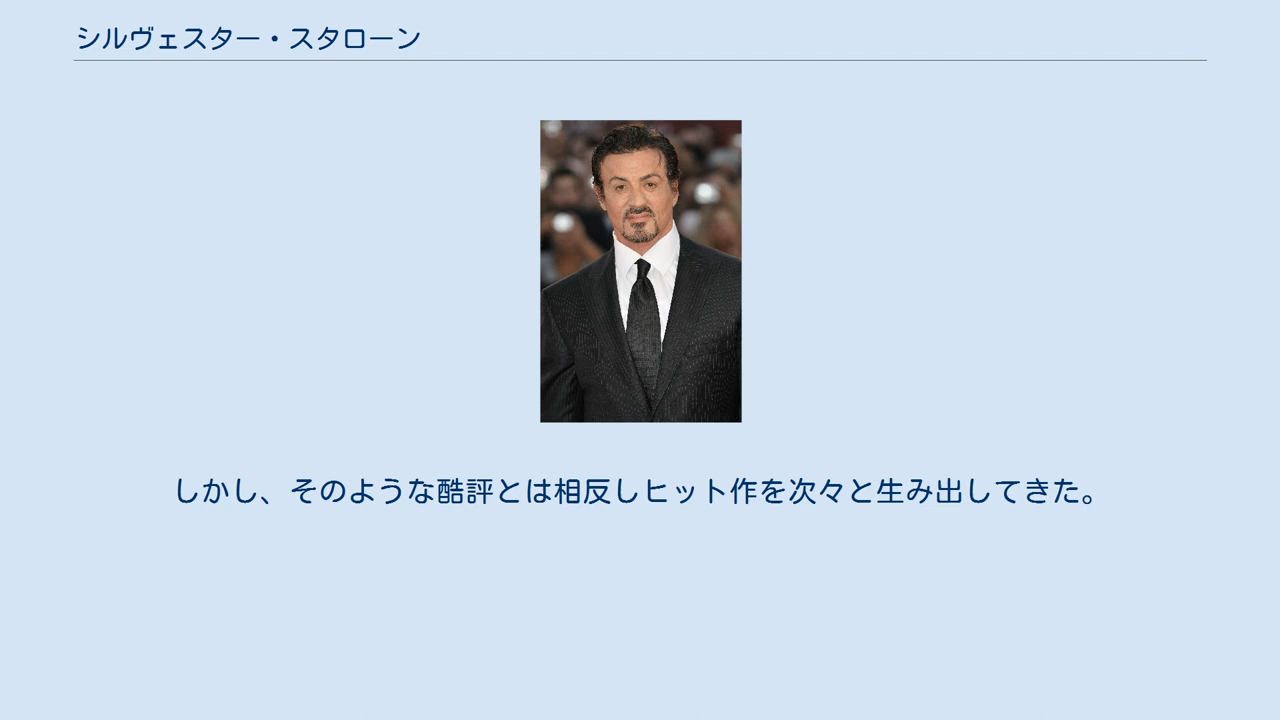 シルヴェスター・スタローン
しかし、そのような酷評とは相反しヒット作を次々と生み出してきた。